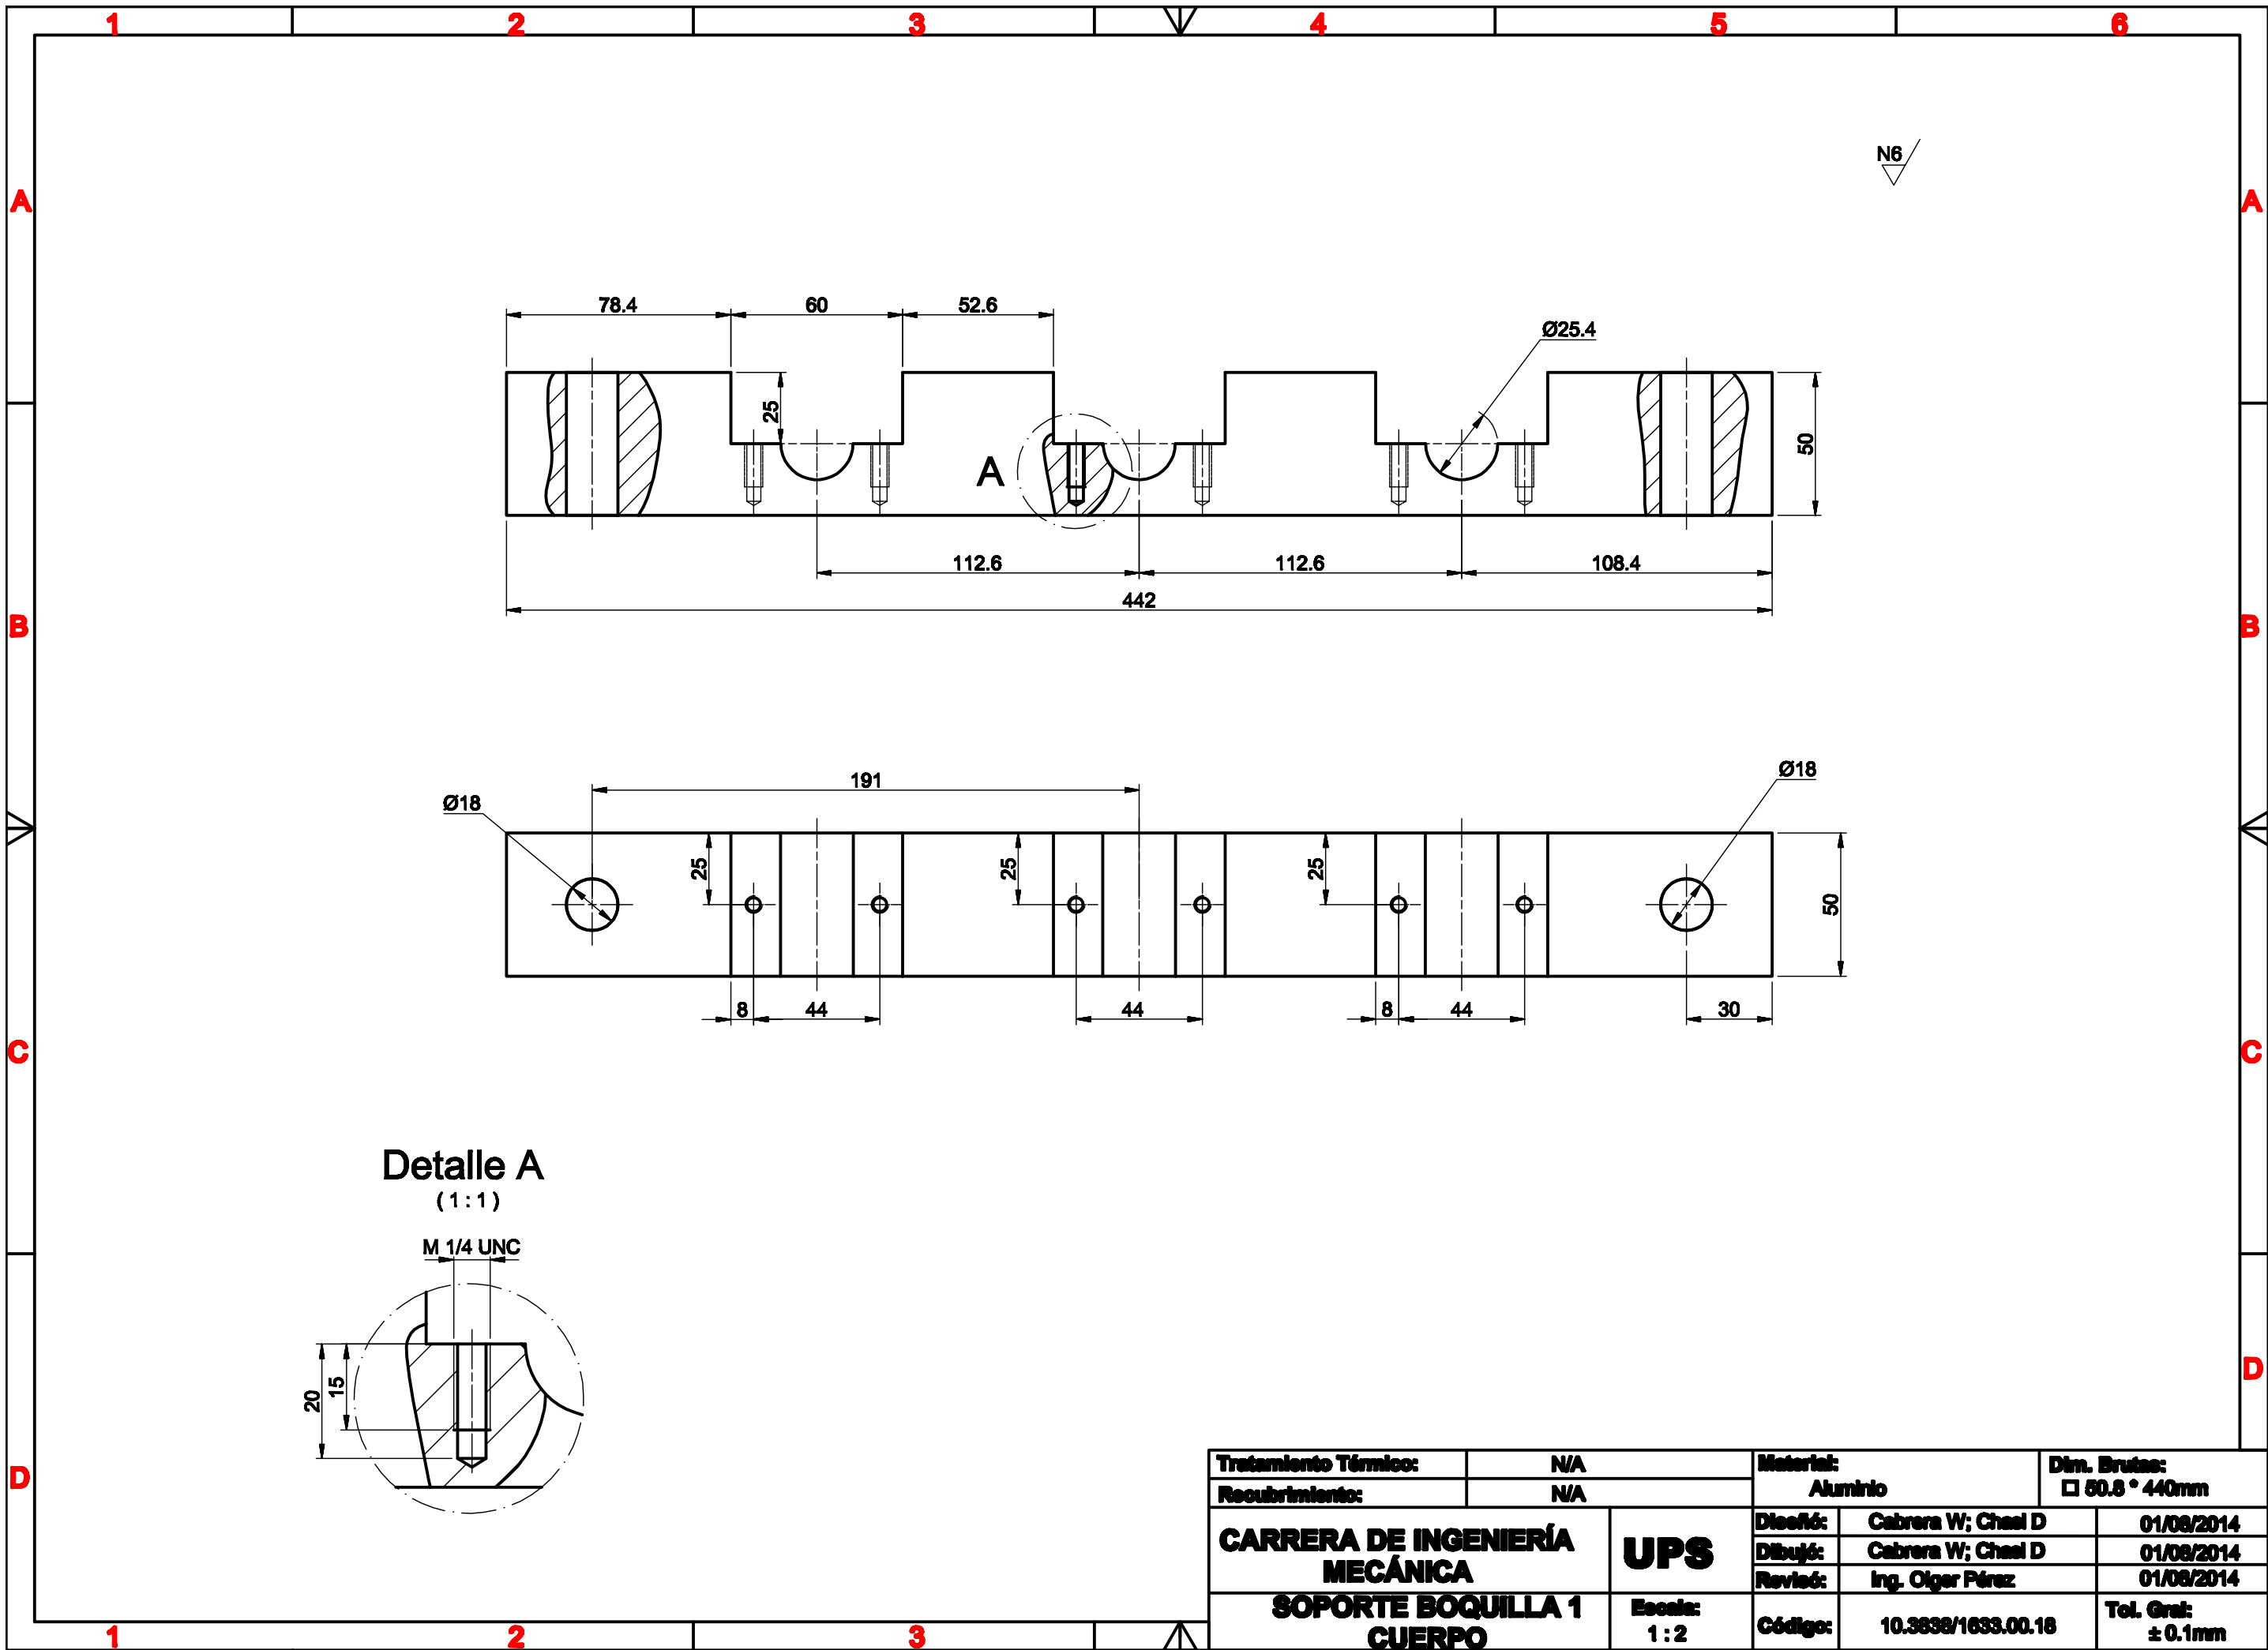 1 2 3 4 5 6
N6
A A
78.4 60 52.6
Ø25.4
25
50
A
112.6 112.6 108.4
442
B B
191
Ø18 Ø18
25 25 25
50
8 44 44 8 44 30
C C
Detalle A
( 1 : 1 )
M 1/4 UNC
20 15
D D
Tratamiento Térmico: N/A
Recubrimiento: N/A
Material:
Aluminio
Dim. Brutas:
□ 50.8 * 440mm
CARRERA DE INGENIERÍA
MECÁNICA
UPS
Diseñó: Cabrera W; Chasi D 01/08/2014
Dibujó: Cabrera W; Chasi D 01/08/2014
Revisó: Ing. Olger Pérez 01/08/2014
SOPORTE BOQUILLA 1
CUERPO
Escala:
1 : 2
Código: 10.3838/1633.00.18
Tol. Gral:
± 0.1mm
1 2 3